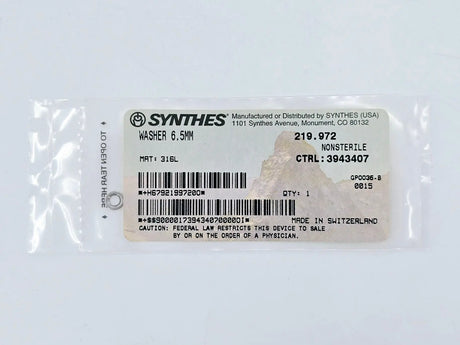 SYNTHES® Manufactured or Distributed by SYNTHES (USA)
1101 Synthes Avenue, Monument, CO 80132
WASHER 6.5MM 219.972
NONSTERILE
MAT: 316L CTRL: 3943407
GP0036-B
0015
*+H67921997200* QTY: 1
*+$$9000017394340700000I* MADE IN SWITZERLAND
CAUTION: FEDERAL LAW RESTRICTS THIS DEVICE TO SALE
BY OR ON THE ORDER OF A PHYSICIAN.
TO OPEN TEAR HERE